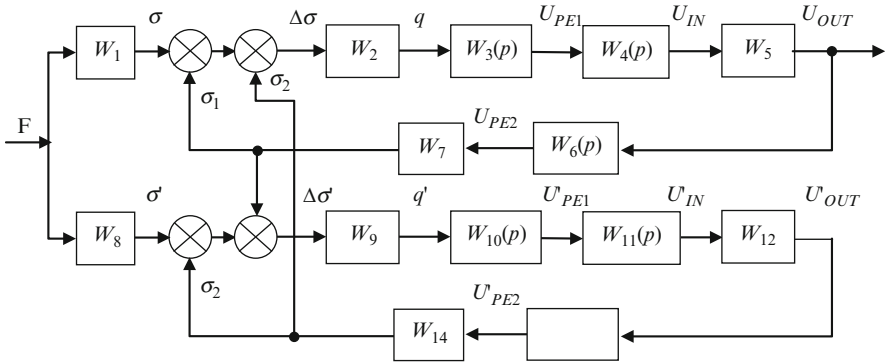 σ Δσ q U_PE1 U_IN U_OUT
W_1 W_2 W_3(p) W_4(p) W_5
σ_2
σ_1 U_PE2
F
W_7 W_6(p)
σ' Δσ' q' U'_PE1 U'_IN U'_OUT
W_8 W_9 W_10(p) W_11(p) W_12
σ_2 U'_PE2
W_14